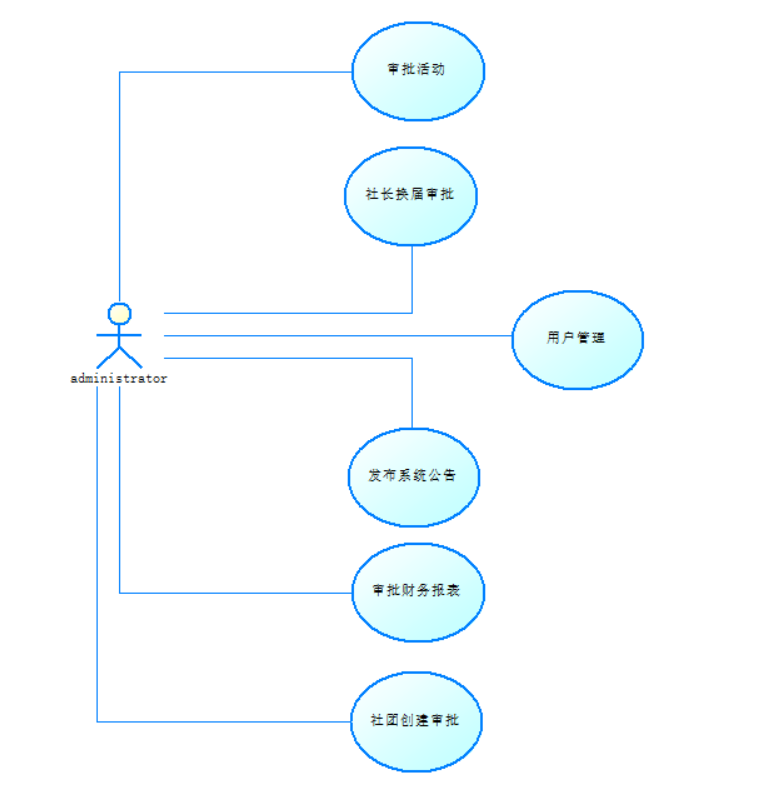 审批活动
社长换届审批
用户管理
administrator
发布系统公告
审批财务报表
社团创建审批